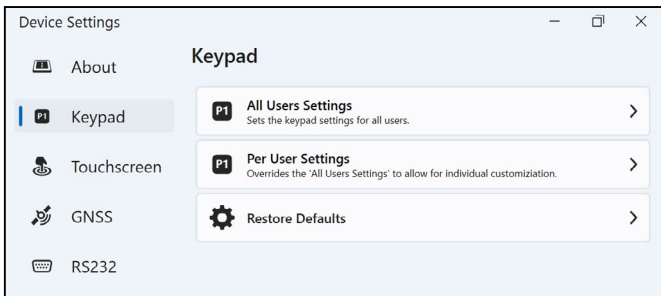 Device Settings
About
P1 Keypad
Touchscreen
GNSS
RS232
Keypad
P1 All Users Settings
Sets the keypad settings for all users.
P1 Per User Settings
Overrides the 'All Users Settings' to allow for individual customiziation.
Restore Defaults